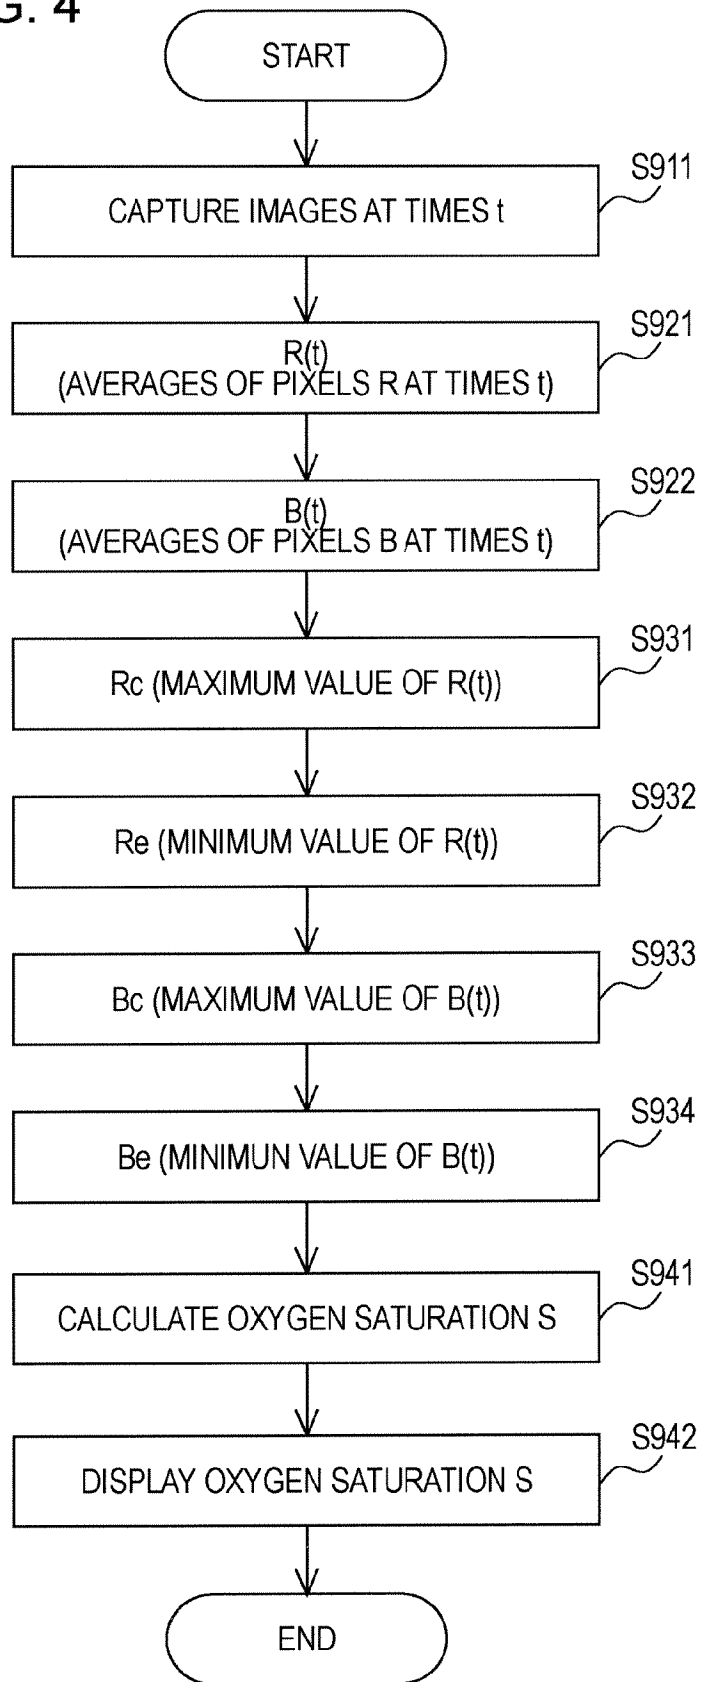 G. 4
START
S911
CAPTURE IMAGES AT TIMES t
S921
R(t)
(AVERAGES OF PIXELS R AT TIMES t)
S922
B(t)
(AVERAGES OF PIXELS B AT TIMES t)
S931
Rc (MAXIMUM VALUE OF R(t))
S932
Re (MINIMUM VALUE OF R(t))
S933
Bc (MAXIMUM VALUE OF B(t))
S934
Be (MINIMUN VALUE OF B(t))
S941
CALCULATE OXYGEN SATURATION S
S942
DISPLAY OXYGEN SATURATION S
END